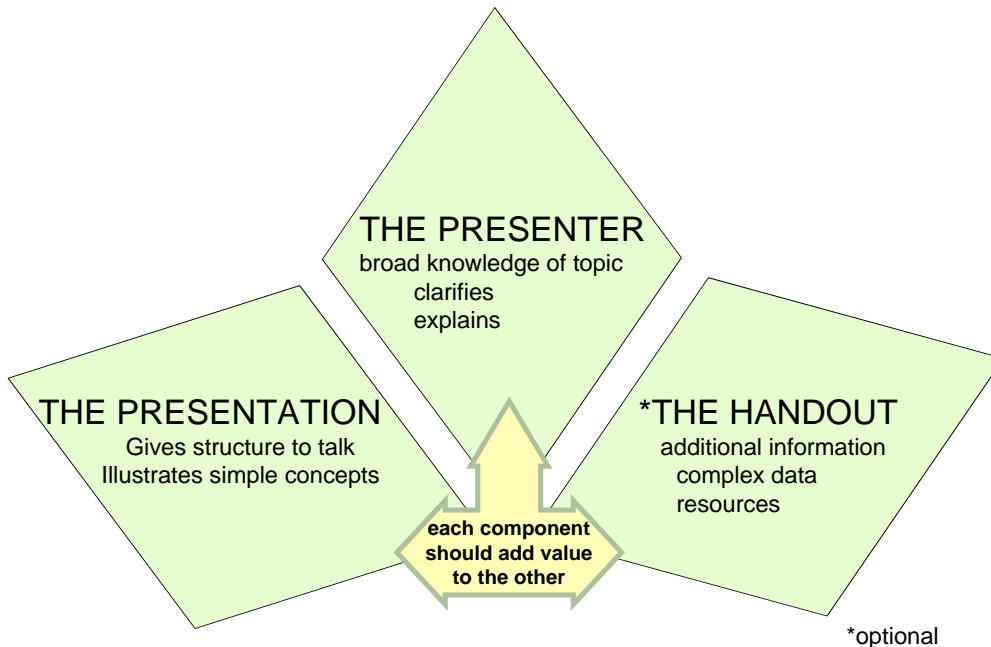 THE PRESENTER
broad knowledge of topic
clarifies
explains
THE PRESENTATION
Gives structure to talk
Illustrates simple concepts
*THE HANDOUT
additional information
complex data
resources
each component
should add value
to the other
*optional